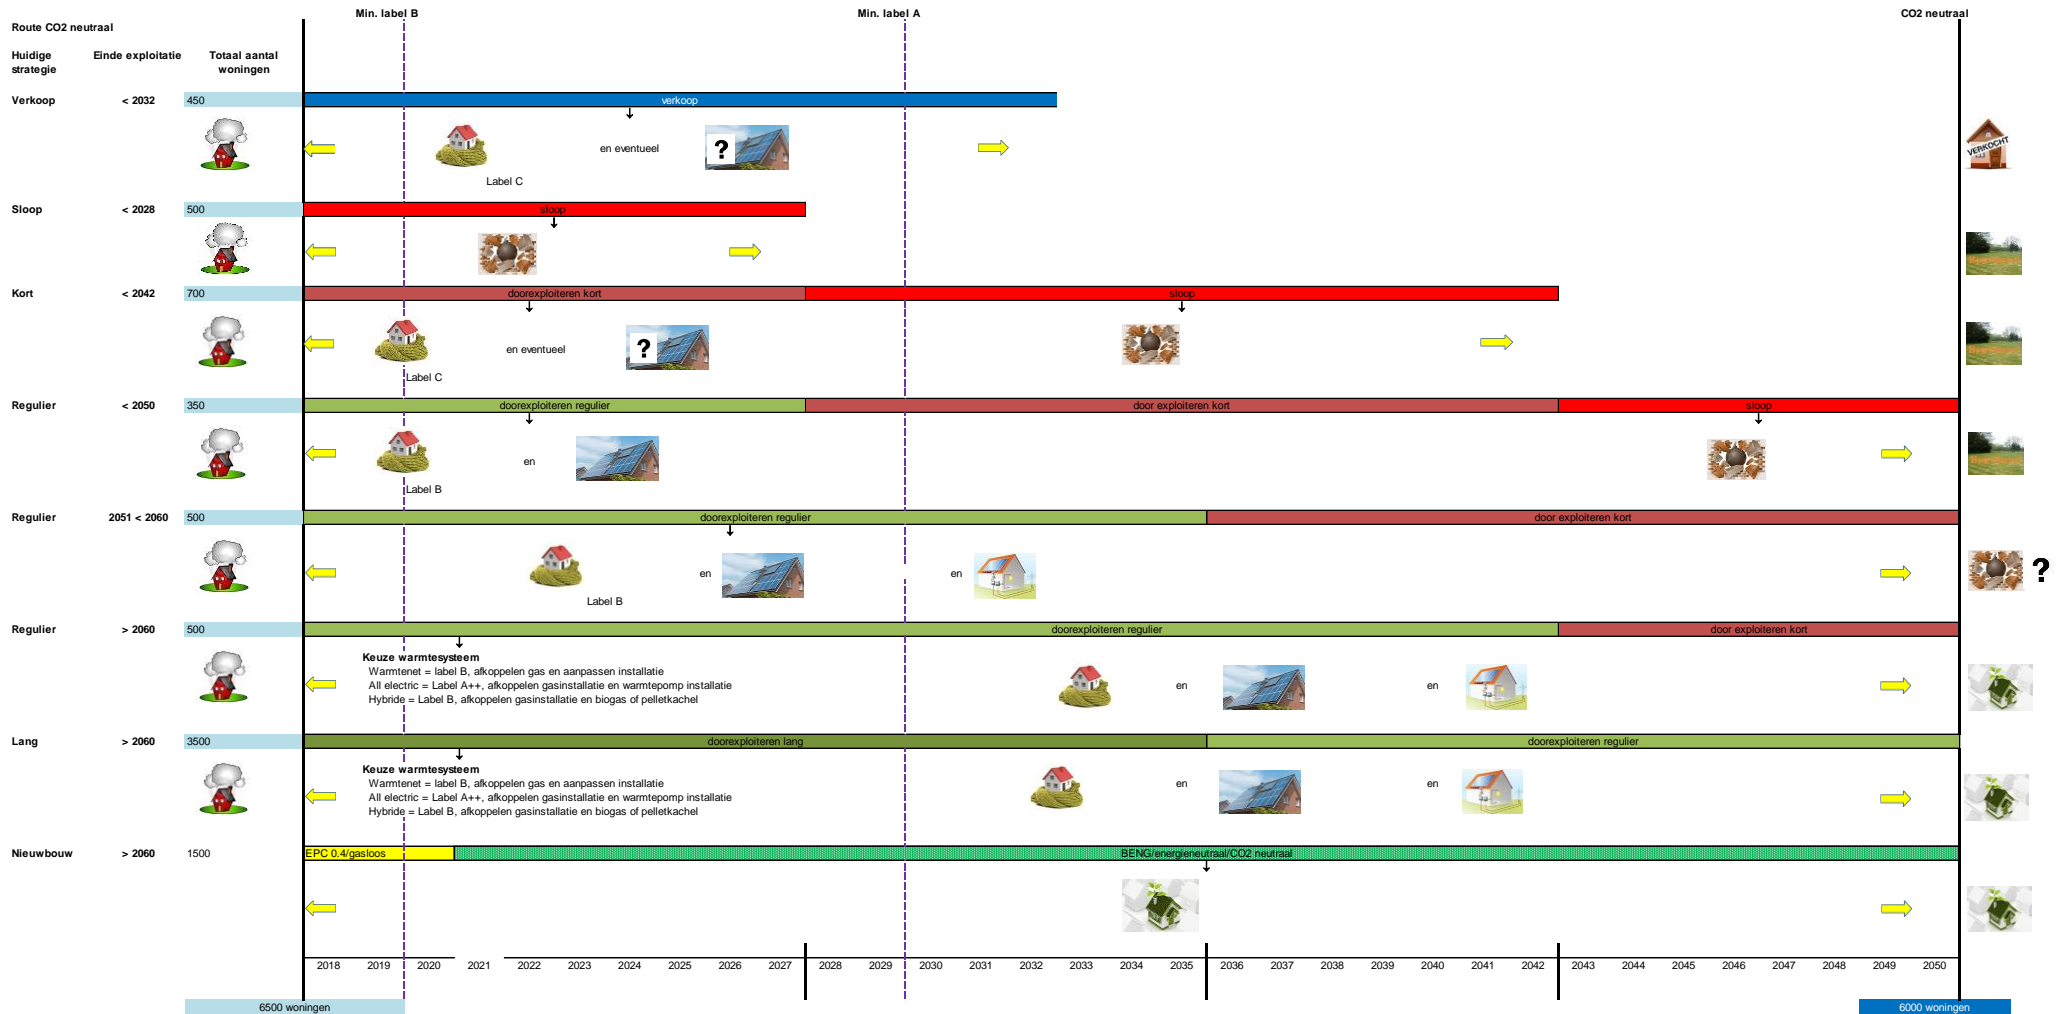 Min. label B
Min. label A
CO2 neutraal
Route CO2 neutraal
Huidige strategie
Einde exploitatie
Totaal aantal woningen
Verkoop
< 2032
450
verkoop
en eventueel
?
Label C
VERKOCHT
Sloop
< 2028
500
sloop
Kort
< 2042
700
doorexploiteren kort
sloop
en eventueel
?
Label C
Regulier
< 2050
350
doorexploiteren regulier
door exploiteren kort
sloop
en
Label B
Regulier
2051 < 2060
500
doorexploiteren regulier
door exploiteren kort
en
en
?
Label B
Regulier
> 2060
500
doorexploiteren regulier
door exploiteren kort
Keuze warmtesysteem
Warmtenet = label B, afkoppelen gas en aanpassen installatie
All electric = Label A++, afkoppelen gasinstallatie en warmtepomp installatie
Hybride = Label B, afkoppelen gasinstallatie en biogas of pelletkachel
en
en
Lang
> 2060
3500
doorexploiteren lang
doorexploiteren regulier
Keuze warmtesysteem
Warmtenet = label B, afkoppelen gas en aanpassen installatie
All electric = Label A++, afkoppelen gasinstallatie en warmtepomp installatie
Hybride = Label B, afkoppelen gasinstallatie en biogas of pelletkachel
en
en
Nieuwbouw
> 2060
1500
EPC 0.4/gasloos
BENG/energieneutraal/CO2 neutraal
2018 2019 2020 2021 2022 2023 2024 2025 2026 2027 2028 2029 2030 2031 2032 2033 2034 2035 2036 2037 2038 2039 2040 2041 2042 2043 2044 2045 2046 2047 2048 2049 2050
6500 woningen
6000 woningen